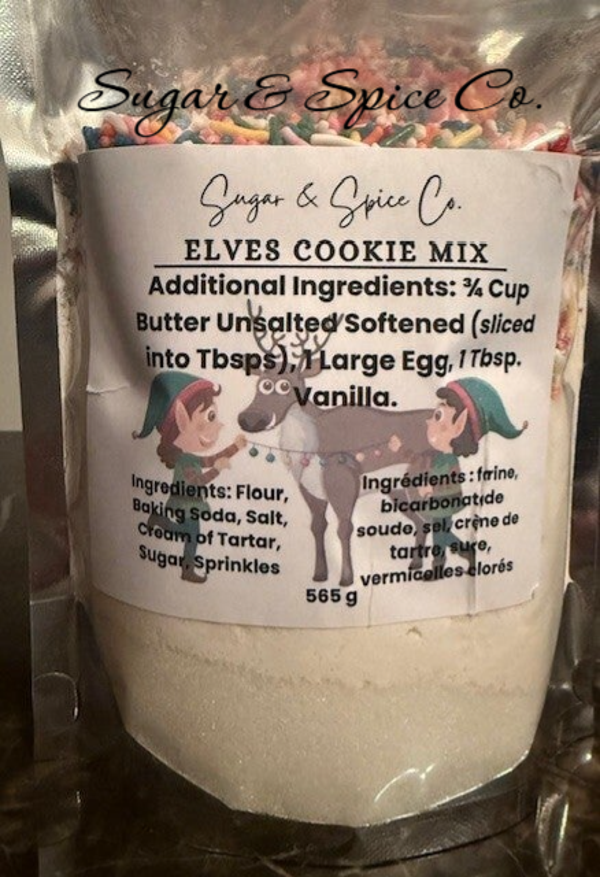 Sugar & Spice Co.
Sugar & Spice Co.
ELVES COOKIE MIX
Additional Ingredients: ¾ Cup
Butter Unsalted Softened (sliced
into Tbsps), 1 Large Egg, 1 Tbsp.
Vanilla.
Ingredients: Flour,
Baking Soda, Salt,
Cream of Tartar,
Sugar, Sprinkles
Ingrédients : farine,
bicarbonate de
soude, sel, crème de
tartre, sucre,
vermicelles colorés
565 g